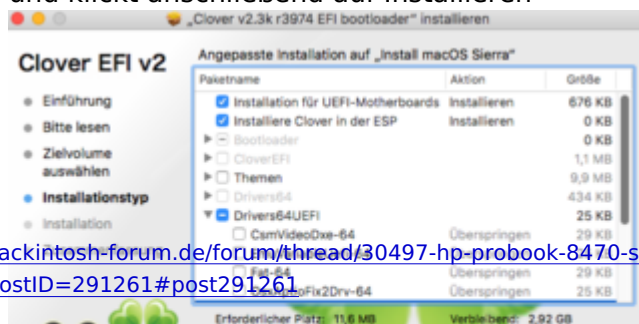 und klickt anschließend auf Installieren
„Clover v2.3k r3974 EFI bootloader“ installieren
Clover EFI v2
Angepasste Installation auf „Install macOS Sierra“
Paketname Aktion Größe
Einführung
Bitte lesen
Zielvolume
auswählen
Installationstyp
Installation
Installation für UEFI-Motherboards Installieren 676 KB
Installiere Clover in der ESP Installieren 0 KB
Bootloader 0 KB
CloverEFI 1,1 MB
Themen 9,9 MB
Drivers64 434 KB
Drivers64UEFI 25 KB
CsmVideoDxe-64 Überspringen 29 KB
ackintosh-forum.de/forum/thread/30497-hp-probook-8470-s
Fat-64 Überspringen 29 KB
ostID=291261#post291261
Fix2Drv-64 Überspringen 25 KB
Erforderlicher Platz: 11,6 MB Verbleibend: 2,92 GB